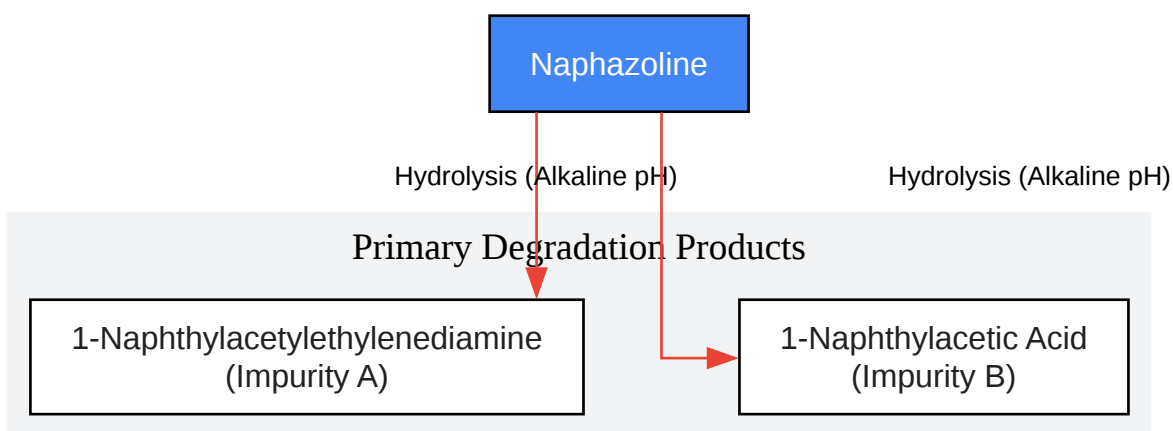 Naphazoline
Hydrolysis (Alkaline pH)
Hydrolysis (Alkaline pH)
Primary Degradation Products
1-Naphthylacetylethylenediamine
(Impurity A)
1-Naphthylacetic Acid
(Impurity B)